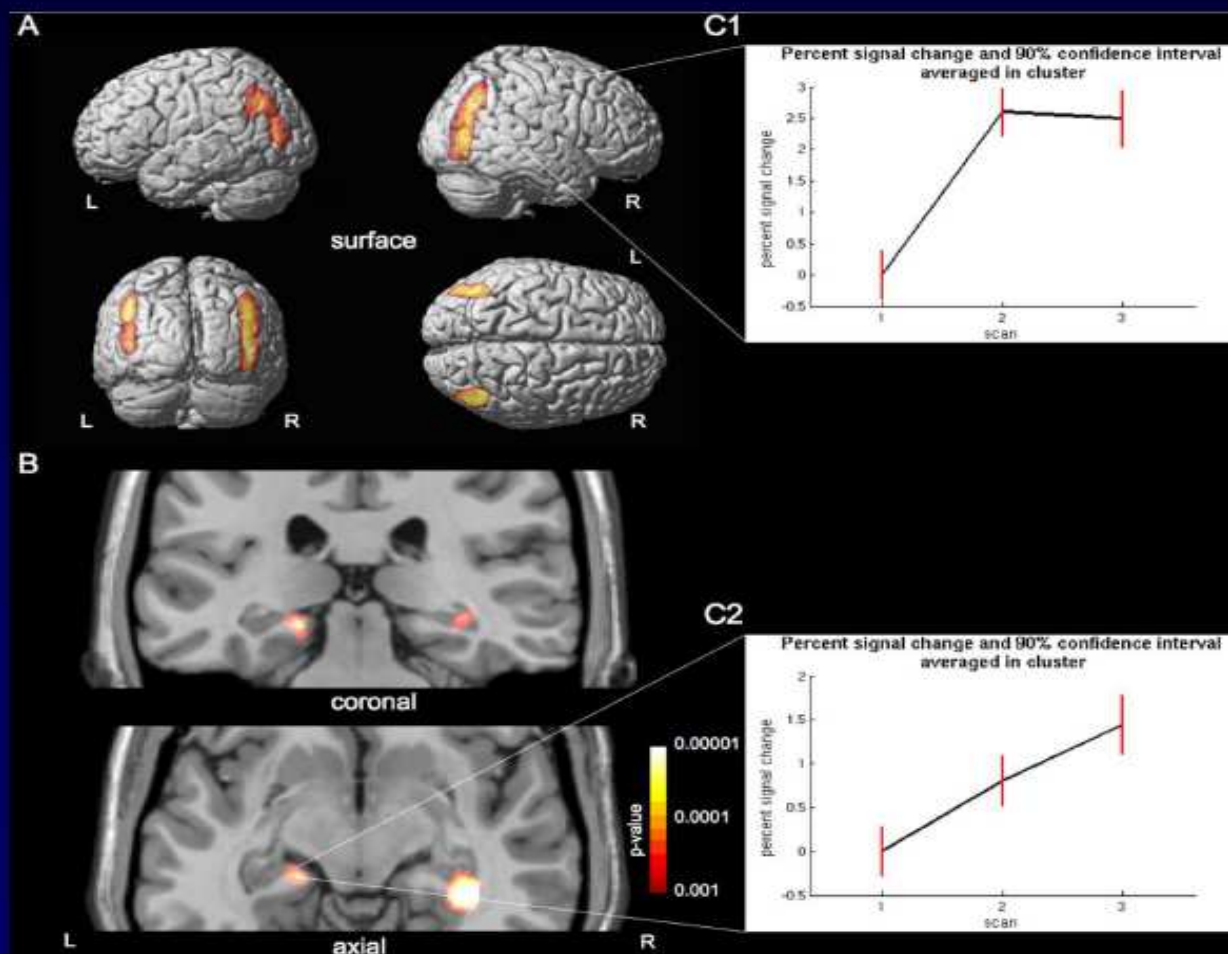 A
L
R
surface
L
L
R
R
C1
Percent signal change and 90% confidence interval
averaged in cluster
percent signal change
3
2.5
2
1.5
1
0.5
0
-0.5
1
2
3
scan
B
coronal
axial
L
R
p-value
0.00001
0.0001
0.001
C2
Percent signal change and 90% confidence interval
averaged in cluster
percent signal change
2
1.5
1
0.5
0
-0.5
1
2
3
scan